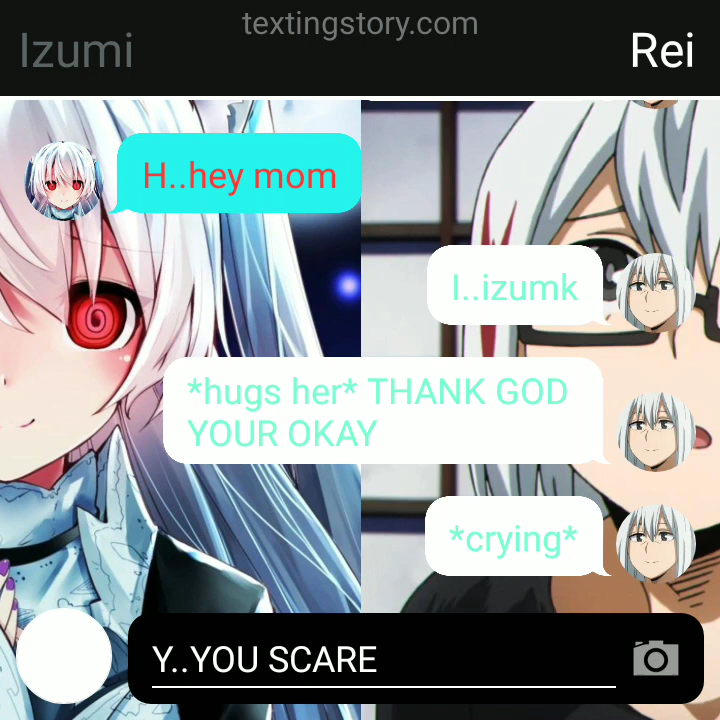 textingstory.com
Izumi
Rei
H..hey mom
I..izumk
*hugs her* THANK GOD
YOUR OKAY
*crying*
Y..YOU SCARE